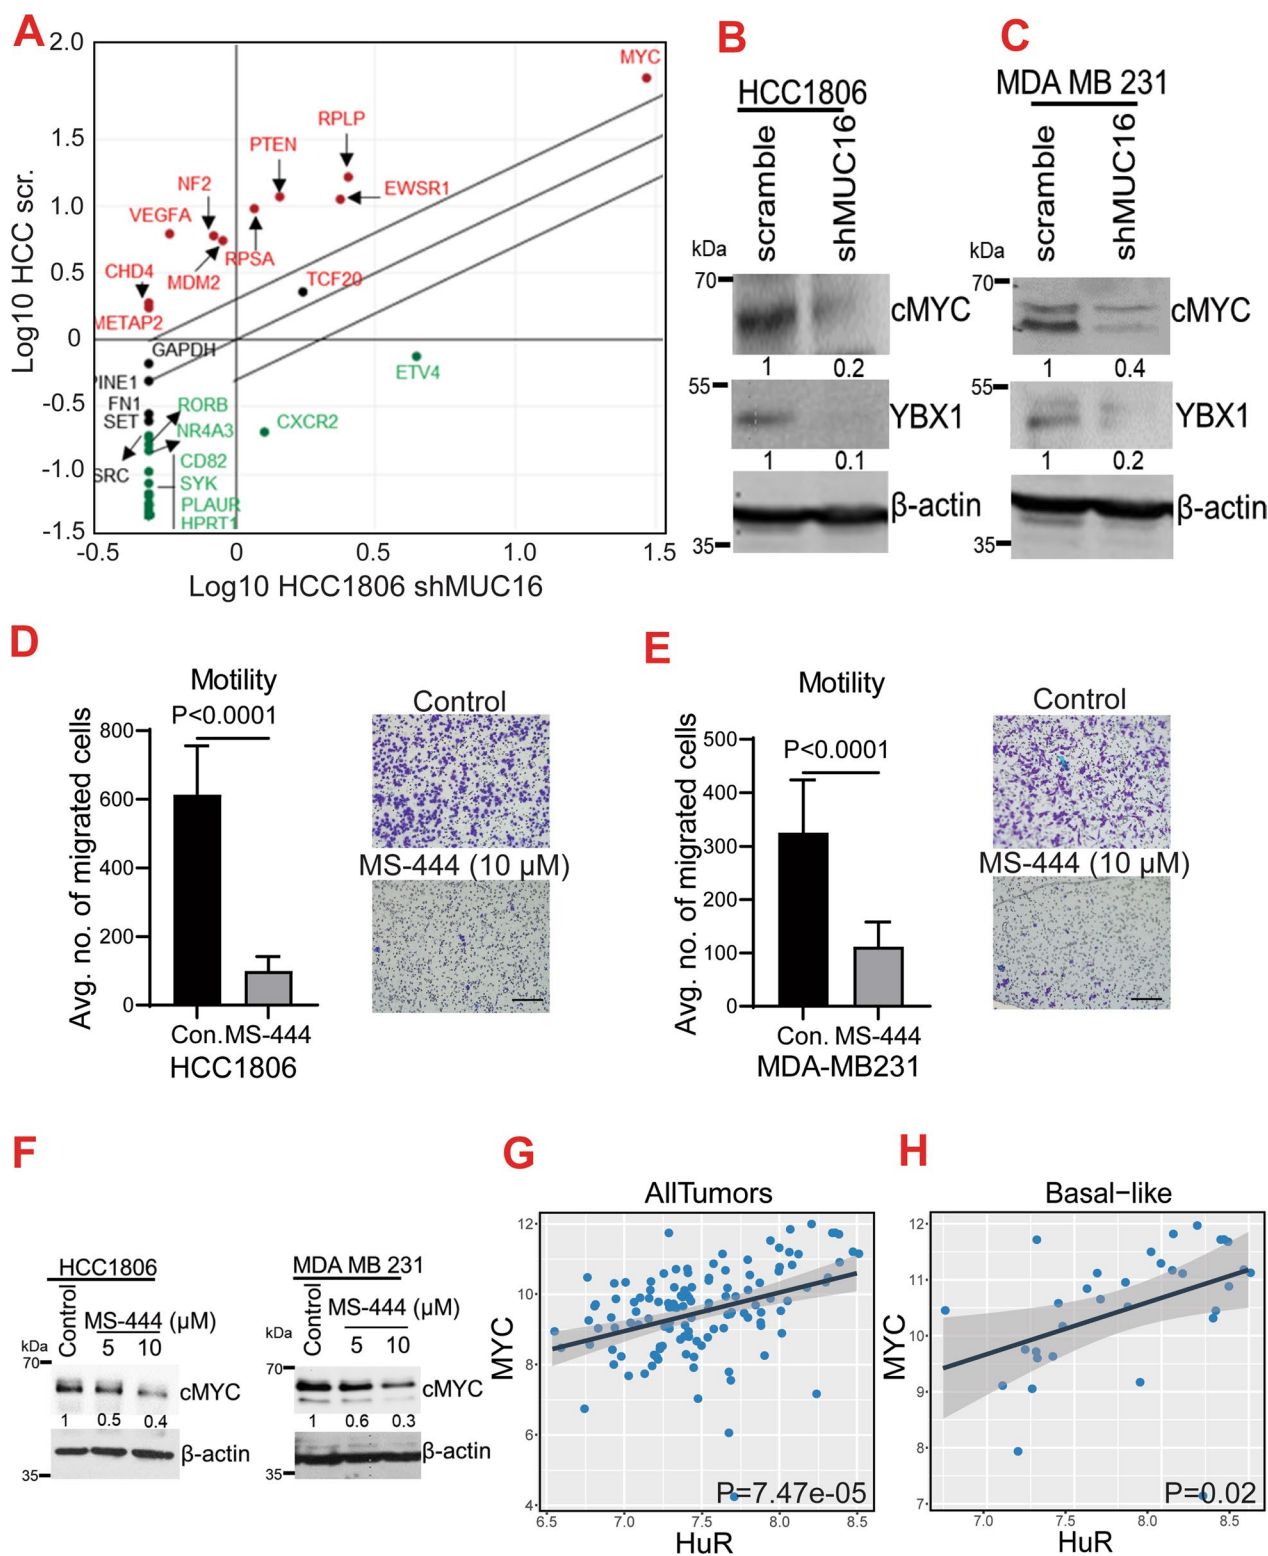 A
2.0
1.5
1.0
0.5
0
-0.5
-1.0
-1.5
Log10 HCC scr.
MYC
RPLP
PTEN
EWSR1
NF2
VEGFA
RPSA
MDM2
CHD4
TCF20
METAP2
GAPDH
PINE1
ETV4
FN1
RORB
SET
CXCR2
NR4A3
CD82
SRC
SYK
PLAUR
HPRT1
-0.5
0
0.5
1.0
1.5
Log10 HCC1806 shMUC16
B
HCC1806
scramble
shMUC16
kDa
70
cMYC
1 0.2
55
YBX1
1 0.1
β-actin
35
C
MDA MB 231
scramble
shMUC16
kDa
70
cMYC
1 0.4
55
YBX1
1 0.2
β-actin
35
D
Motility
P<0.0001
800
600
400
200
0
Avg. no. of migrated cells
Con. MS-444
HCC1806
Control
MS-444 (10 µM)
E
Motility
P<0.0001
500
400
300
200
100
0
Avg. no. of migrated cells
Con. MS-444
MDA-MB231
Control
MS-444 (10 µM)
F
HCC1806
Control
MS-444 (µM)
5 10
kDa
70
cMYC
1 0.5 0.4
β-actin
35
MDA MB 231
Control
MS-444 (µM)
5 10
kDa
70
cMYC
1 0.6 0.3
β-actin
35
G
AllTumors
12
10
8
6
4
MYC
P=7.47e-05
6.5 7.0 7.5 8.0 8.5
HuR
H
Basal-like
12
11
10
9
8
7
MYC
P=0.02
7.0 7.5 8.0 8.5
HuR